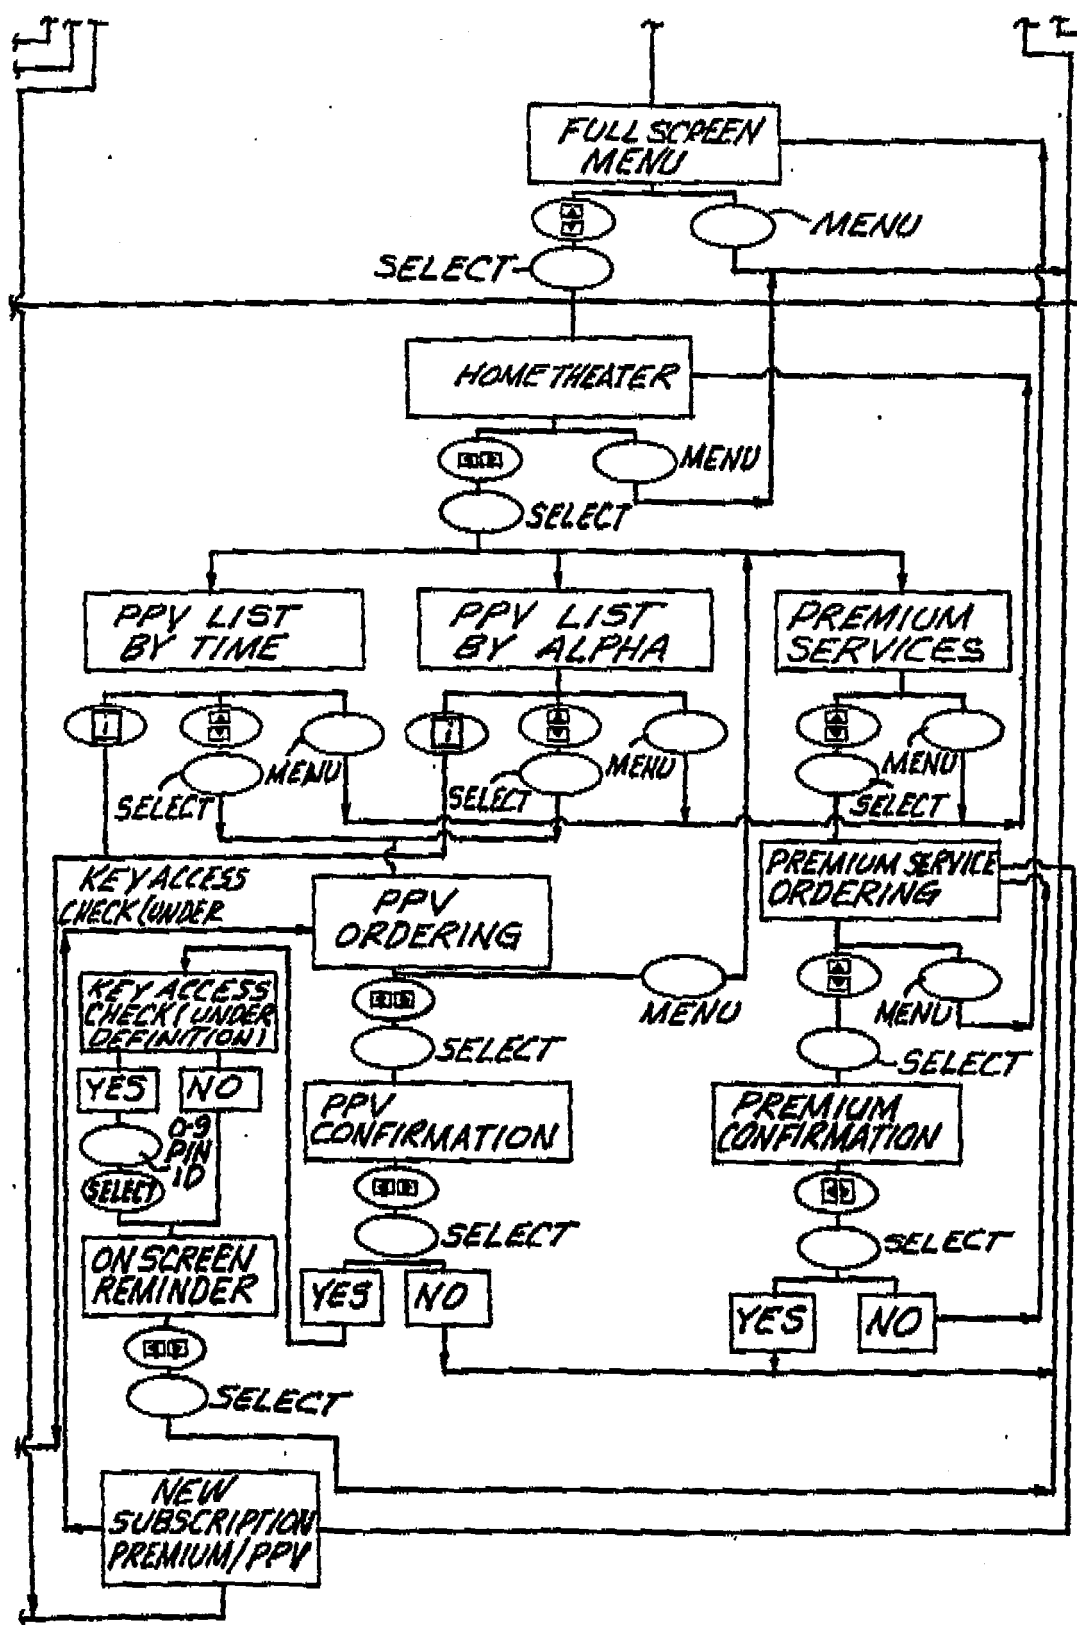 FULL SCREEN
MENU
MENU
SELECT
HOME THEATER
MENU
SELECT
PPV LIST
BY TIME
PPV LIST
BY ALPHA
PREMIUM
SERVICES
i
i
MENU
MENU
MENU
SELECT
SELECT
SELECT
KEY ACCESS
CHECK (UNDER
PPV
ORDERING
PREMIUM SERVICE
ORDERING
KEY ACCESS
CHECK (UNDER
DEFINITION)
MENU
MENU
SELECT
SELECT
YES
NO
PPV
CONFIRMATION
PREMIUM
CONFIRMATION
0-9
PIN
ID
SELECT
SELECT
SELECT
ON SCREEN
REMINDER
YES
NO
YES
NO
SELECT
NEW
SUBSCRIPTION
PREMIUM/PPV